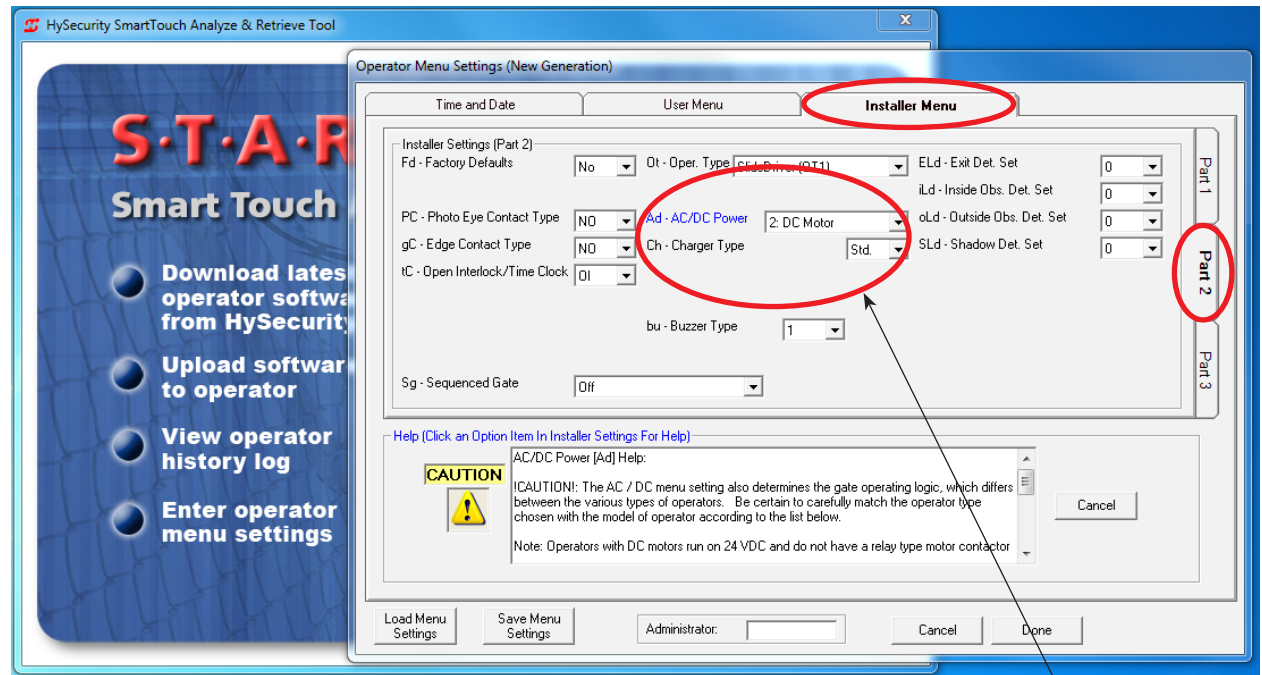 HySecurity SmartTouch Analyze & Retrieve Tool
X
S·T·A·R
Smart Touch
Download lates
operator softwa
from HySecurity
Upload softwar
to operator
View operator
history log
Enter operator
menu settings
Operator Menu Settings (New Generation)
Time and Date
User Menu
Installer Menu
Installer Settings (Part 2)
Fd - Factory Defaults
No
Ot - Oper. Type
SlideDriver (OT1)
ELd - Exit Det. Set
0
iLd - Inside Obs. Det. Set
0
PC - Photo Eye Contact Type
NO
Ad - AC/DC Power
2: DC Motor
oLd - Outside Obs. Det. Set
0
gC - Edge Contact Type
NO
Ch - Charger Type
Std.
SLd - Shadow Det. Set
0
tC - Open Interlock/Time Clock
OI
bu - Buzzer Type
1
Sg - Sequenced Gate
Off
Part 1
Part 2
Part 3
Help (Click an Option Item In Installer Settings For Help)
CAUTION
AC/DC Power [Ad] Help:
!CAUTION!: The AC / DC menu setting also determines the gate operating logic, which differs
between the various types of operators. Be certain to carefully match the operator type
chosen with the model of operator according to the list below.
Note: Operators with DC motors run on 24 VDC and do not have a relay type motor contactor
Cancel
Load Menu
Settings
Save Menu
Settings
Administrator:
Cancel
Done